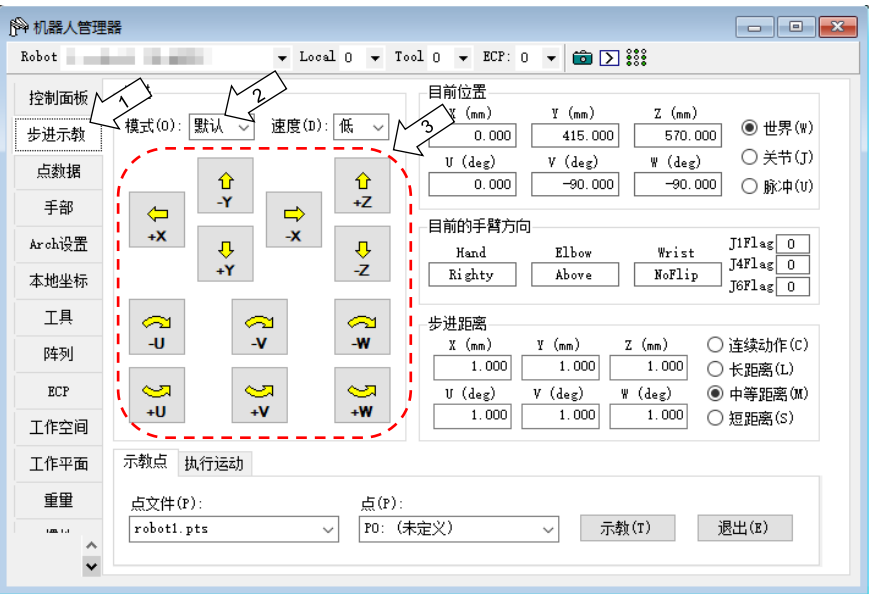 机器人管理器
Robot Local 0 Tool 0 ECP: 0
控制面板
步进示教
点数据
手部
Arch设置
本地坐标
工具
阵列
ECP
工作空间
工作平面
重量
1
2
3
模式(O): 默认 速度(D): 低
-Y +Z
+X -X
+Y -Z
-U -V -W
+U +V +W
目前位置
X (mm) Y (mm) Z (mm)
0.000 415.000 570.000
U (deg) V (deg) W (deg)
0.000 -90.000 -90.000
世界(W)
关节(J)
脉冲(U)
目前的手臂方向
Hand Elbow Wrist
Righty Above NoFlip
J1Flag 0
J4Flag 0
J6Flag 0
步进距离
X (mm) Y (mm) Z (mm)
1.000 1.000 1.000
U (deg) V (deg) W (deg)
1.000 1.000 1.000
连续动作(C)
长距离(L)
中等距离(M)
短距离(S)
示教点 执行运动
点文件(P): 点(P):
robot1.pts P0: (未定义) 示教(T) 退出(E)